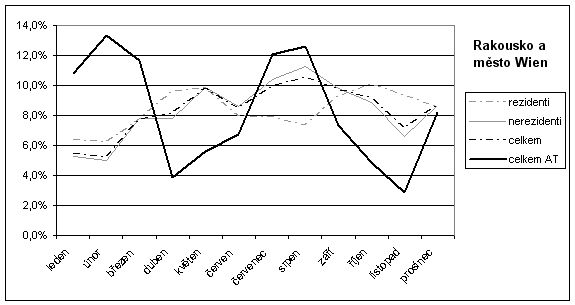 14,0%
12,0%
10,0%
8,0%
6,0%
4,0%
2,0%
0,0%
leden
únor
březen
duben
květen
červen
červenec
srpen
září
říjen
listopad
prosinec
Rakousko a
město Wien
rezidenti
nerezidenti
celkem
celkem AT